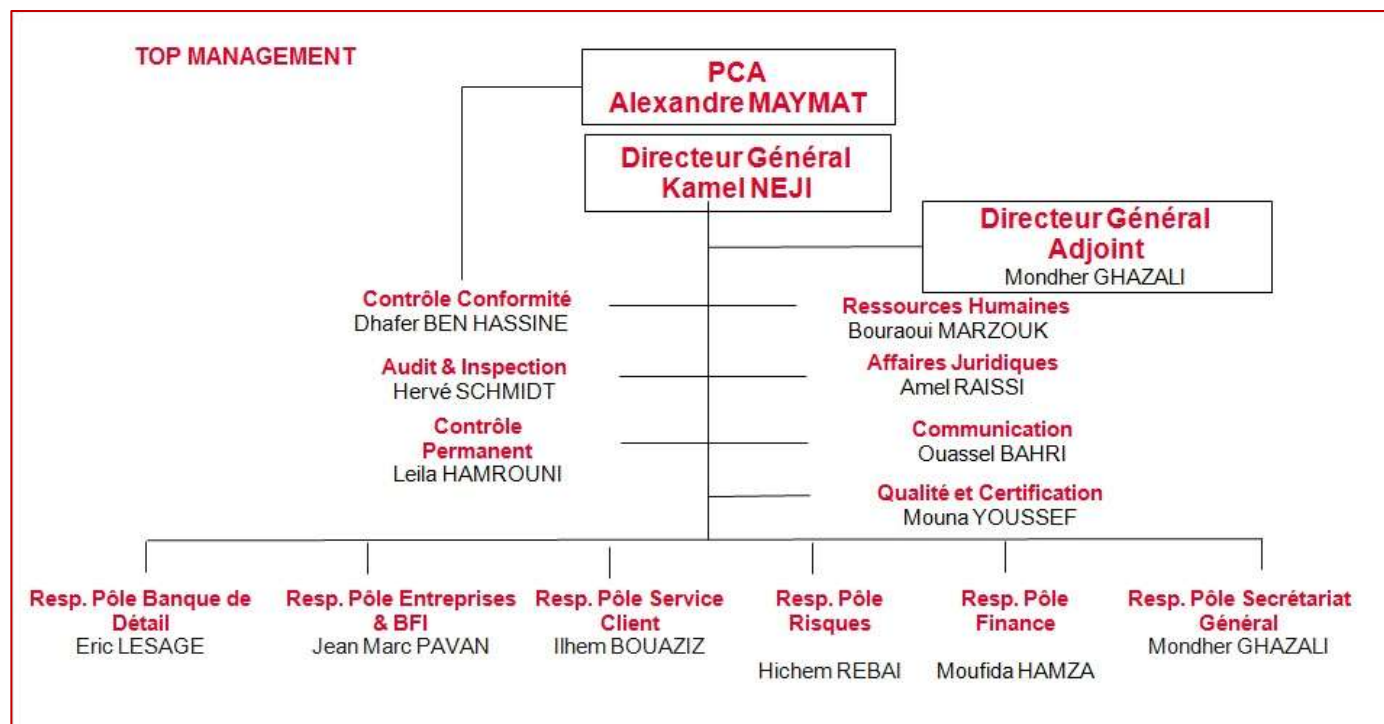 TOP MANAGEMENT
PCA
Alexandre MAYMAT
Directeur Général
Kamel NEJI
Directeur Général
Adjoint
Mondher GHAZALI
Contrôle Conformité
Dhafer BEN HASSINE
Ressources Humaines
Bouraoui MARZOUK
Audit & Inspection
Hervé SCHMIDT
Affaires Juridiques
Amel RAISSI
Contrôle
Permanent
Leila HAMROUNI
Communication
Ouassel BAHRI
Qualité et Certification
Mouna YOUSSEF
Resp. Pôle Banque de
Détail
Eric LESAGE
Resp. Pôle Entreprises
& BFI
Jean Marc PAVAN
Resp. Pôle Service
Client
Ilhem BOUAZIZ
Resp. Pôle
Risques
Hichem REBAI
Resp. Pôle
Finance
Moufida HAMZA
Resp. Pôle Secrétariat
Général
Mondher GHAZALI